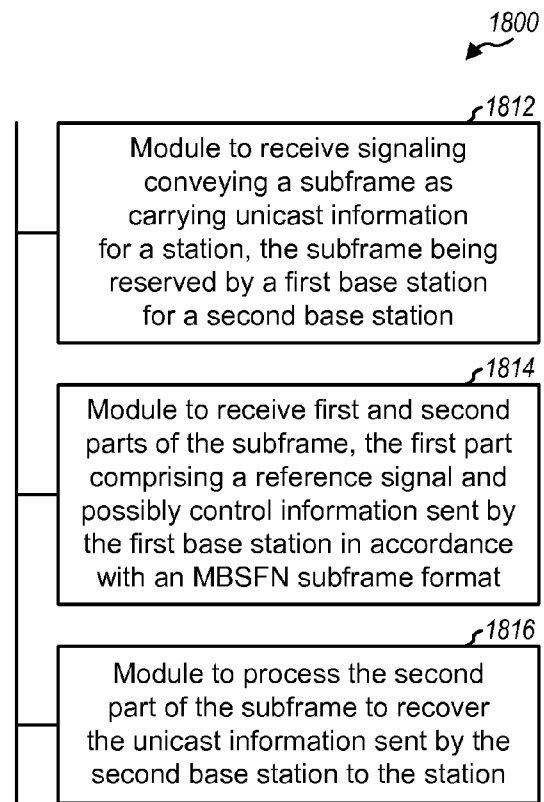 1800
1812
Module to receive signaling
conveying a subframe as
carrying unicast information
for a station, the subframe being
reserved by a first base station
for a second base station
1814
Module to receive first and second
parts of the subframe, the first part
comprising a reference signal and
possibly control information sent by
the first base station in accordance
with an MBSFN subframe format
1816
Module to process the second
part of the subframe to recover
the unicast information sent by the
second base station to the station